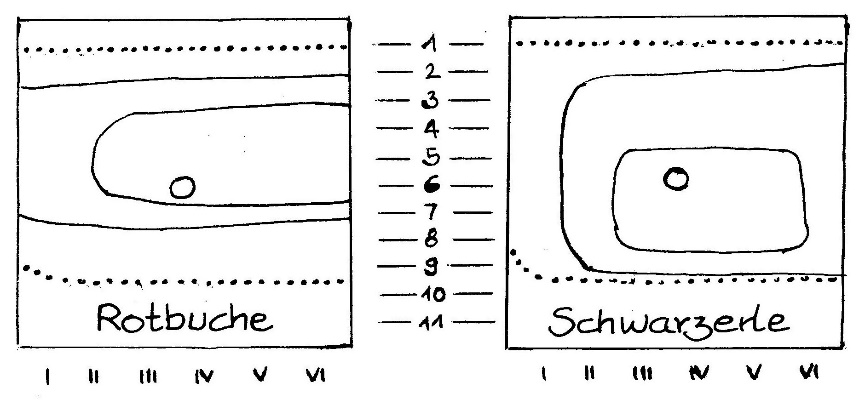 1
2
3
4
5
6
7
8
9
10
11
Rotbuche
Schwarzerle
I II III IV V VI
I II III IV V VI